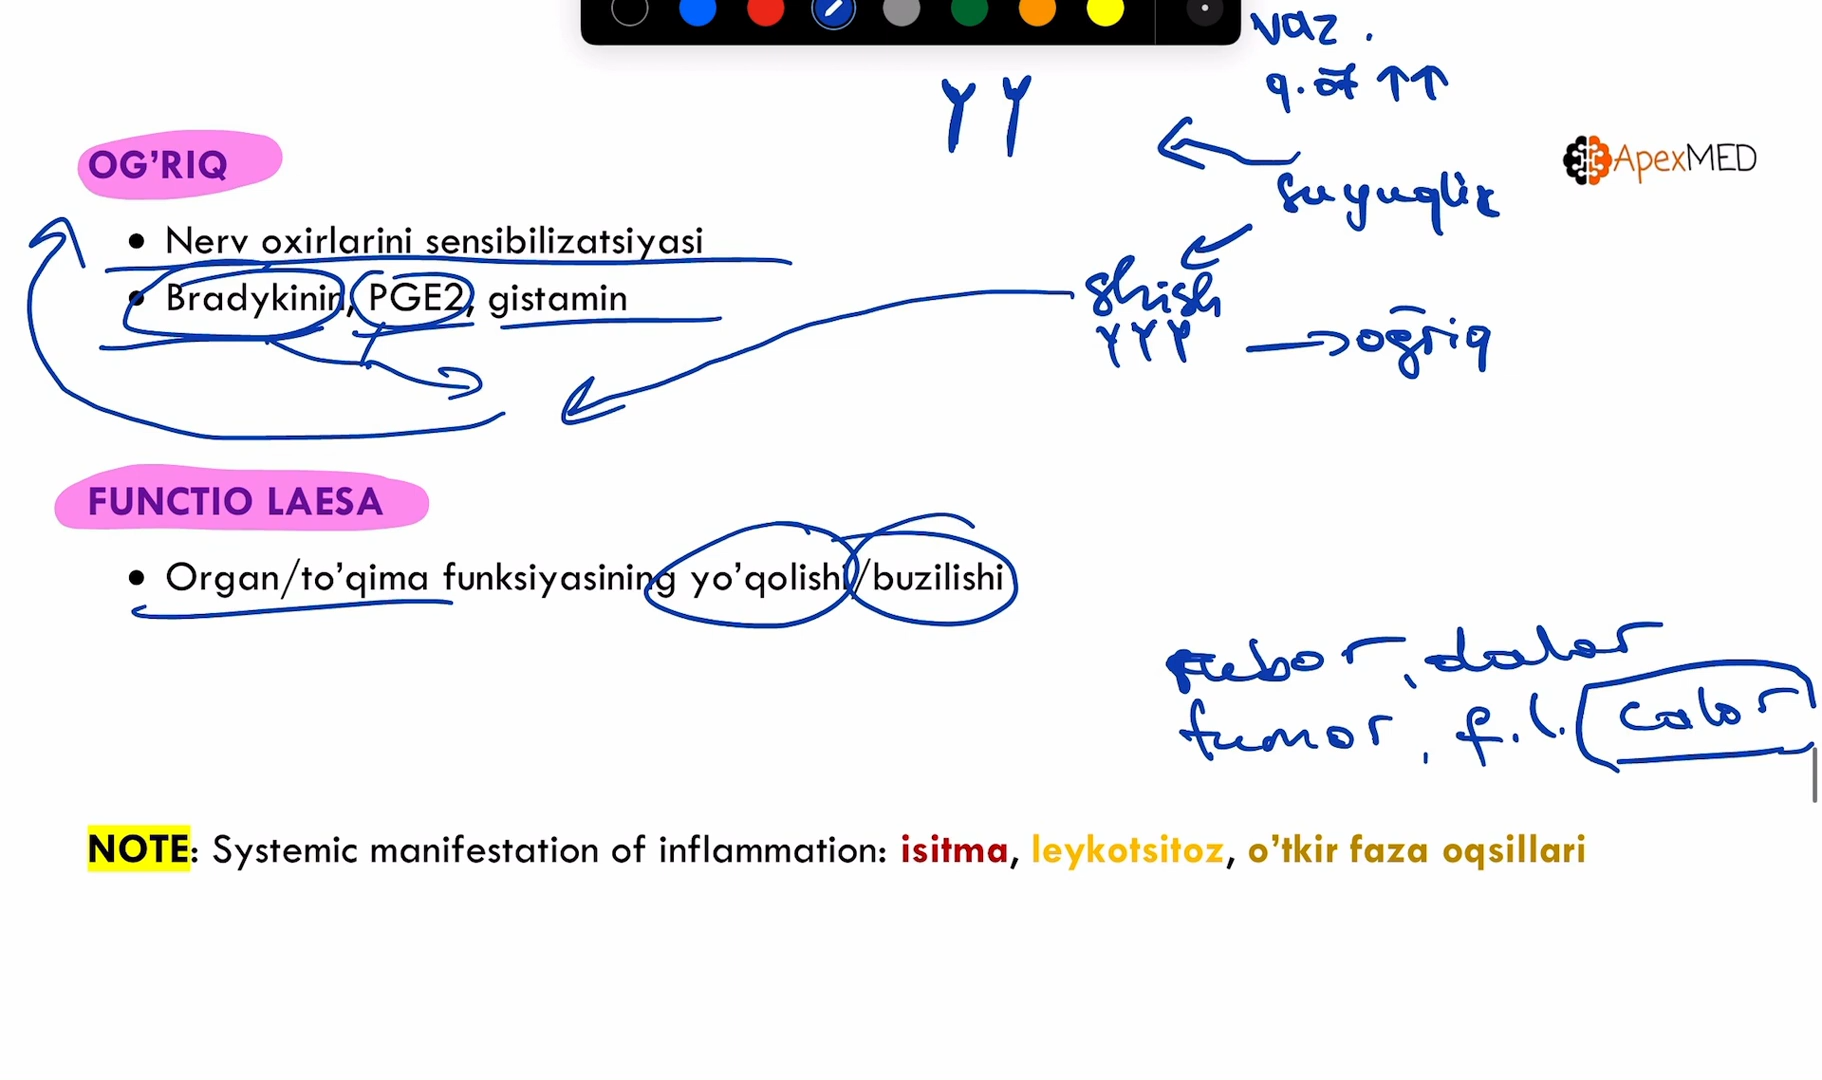 vaz.
q. o't ↑↑
OG’RIQ
ApexMED
suyuqlik
• Nerv oxirlarini sensibilizatsiyasi
• Bradykinin, PGE2, gistamin
shish
→ og̅riq
FUNCTIO LAESA
• Organ/to’qima funksiyasining yo’qolishi/buzilishi
rubor, dolor
tumor, f.l. calor
NOTE: Systemic manifestation of inflammation: isitma, leykotsitoz, o’tkir faza oqsillari